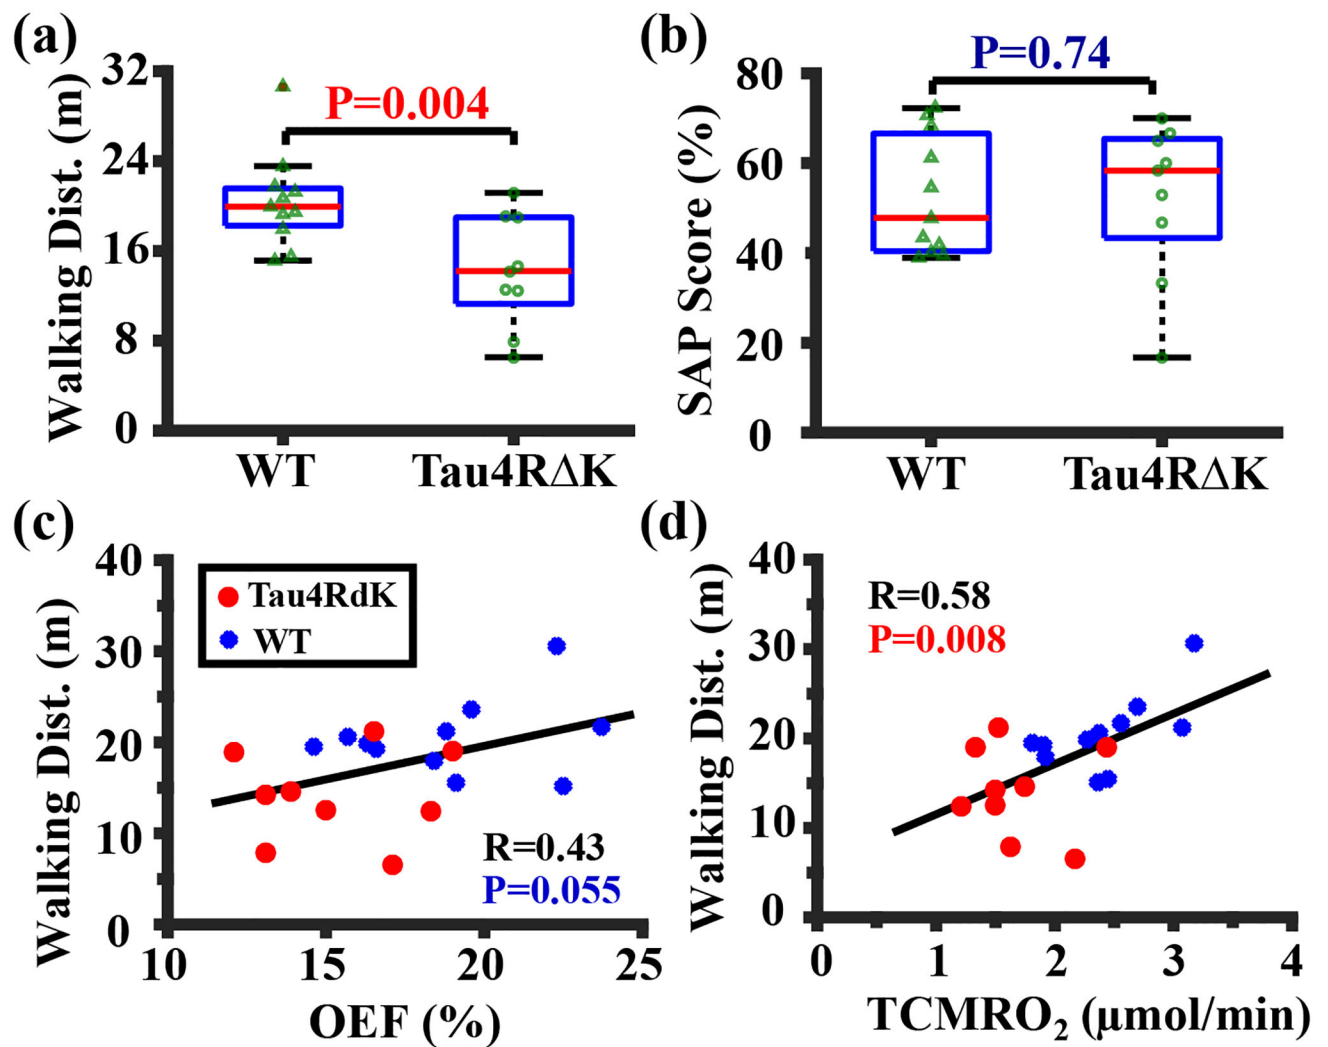 (a)
32
24
16
8
0
Walking Dist. (m)
P=0.004
WT
Tau4RΔK
(b)
80
60
40
20
0
SAP Score (%)
P=0.74
WT
Tau4RΔK
(c)
40
30
20
10
0
Walking Dist. (m)
Tau4RdK
WT
R=0.43
P=0.055
10 15 20 25
OEF (%)
(d)
40
30
20
10
0
Walking Dist. (m)
R=0.58
P=0.008
0 1 2 3 4
TCMRO₂ (μmol/min)